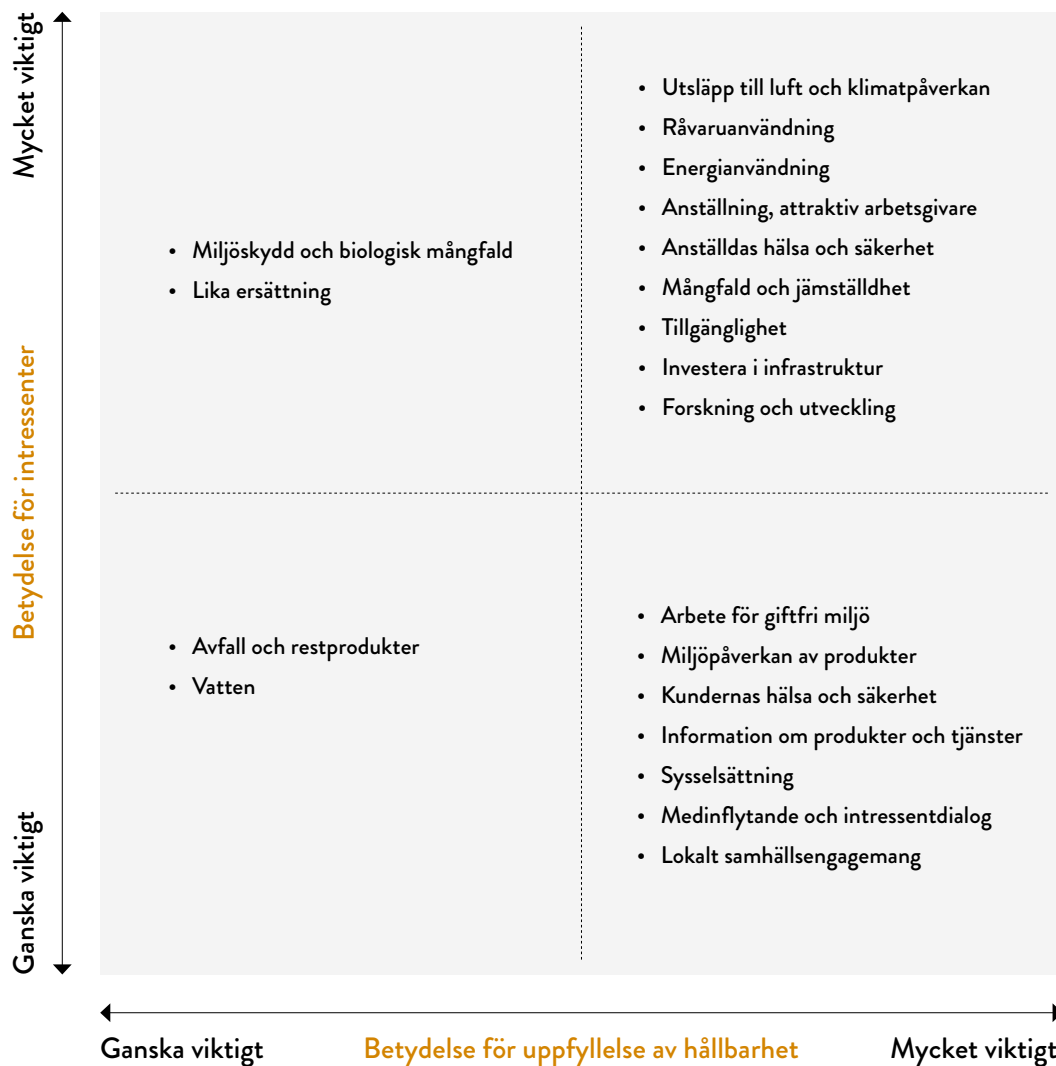 Mycket viktigt
Betydelse för intressenter
Ganska viktigt
• Miljöskydd och biologisk mångfald
• Lika ersättning
• Utsläpp till luft och klimatpåverkan
• Råvaruanvändning
• Energianvändning
• Anställning, attraktiv arbetsgivare
• Anställdas hälsa och säkerhet
• Mångfald och jämställdhet
• Tillgänglighet
• Investera i infrastruktur
• Forskning och utveckling
• Avfall och restprodukter
• Vatten
• Arbete för giftfri miljö
• Miljöpåverkan av produkter
• Kundernas hälsa och säkerhet
• Information om produkter och tjänster
• Sysselsättning
• Medinflytande och intressentdialog
• Lokalt samhällsengagemang
Ganska viktigt
Betydelse för uppfyllelse av hållbarhet
Mycket viktigt